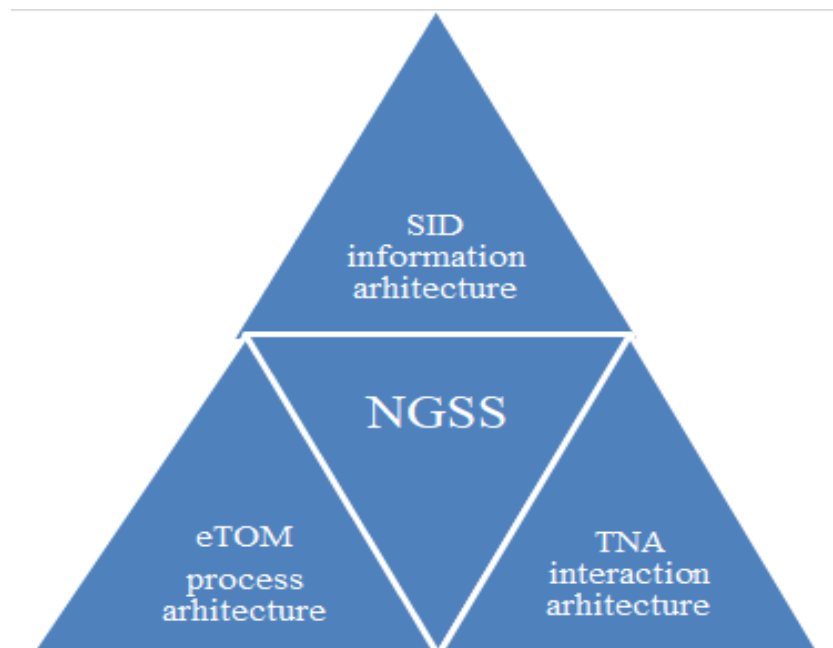 SID
information
arhitecture
NGSS
eTOM
process
arhitecture
TNA
interaction
arhitecture